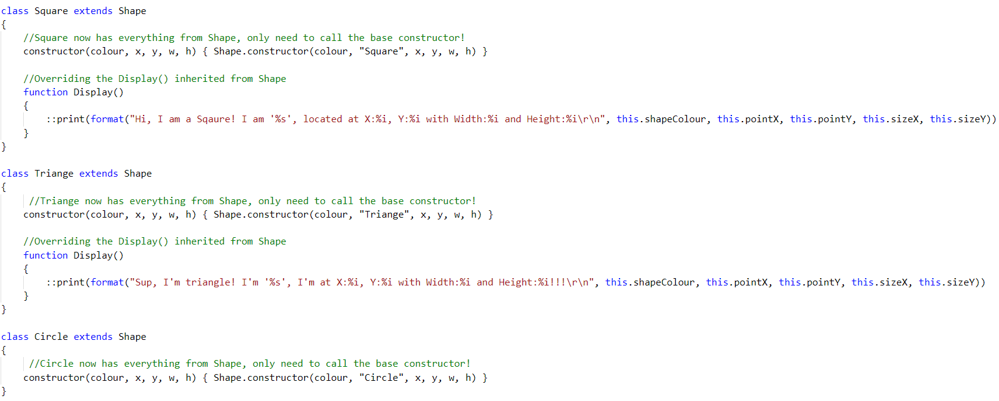 class Square extends Shape
{
    //Square now has everything from Shape, only need to call the base constructor!
    constructor(colour, x, y, w, h) { Shape.constructor(colour, "Square", x, y, w, h) }

    //Overriding the Display() inherited from Shape
    function Display()
    {
        ::print(format("Hi, I am a Sqaure! I am '%s', located at X:%i, Y:%i with Width:%i and Height:%i\r\n", this.shapeColour, this.pointX, this.pointY, this.sizeX, this.sizeY))
    }
}

class Triange extends Shape
{
     //Triange now has everything from Shape, only need to call the base constructor!
    constructor(colour, x, y, w, h) { Shape.constructor(colour, "Triange", x, y, w, h) }

    //Overriding the Display() inherited from Shape
    function Display()
    {
        ::print(format("Sup, I'm triangle! I'm '%s', I'm at X:%i, Y:%i with Width:%i and Height:%i!!!\r\n", this.shapeColour, this.pointX, this.pointY, this.sizeX, this.sizeY))
    }
}

class Circle extends Shape
{
     //Circle now has everything from Shape, only need to call the base constructor!
    constructor(colour, x, y, w, h) { Shape.constructor(colour, "Circle", x, y, w, h) }
}